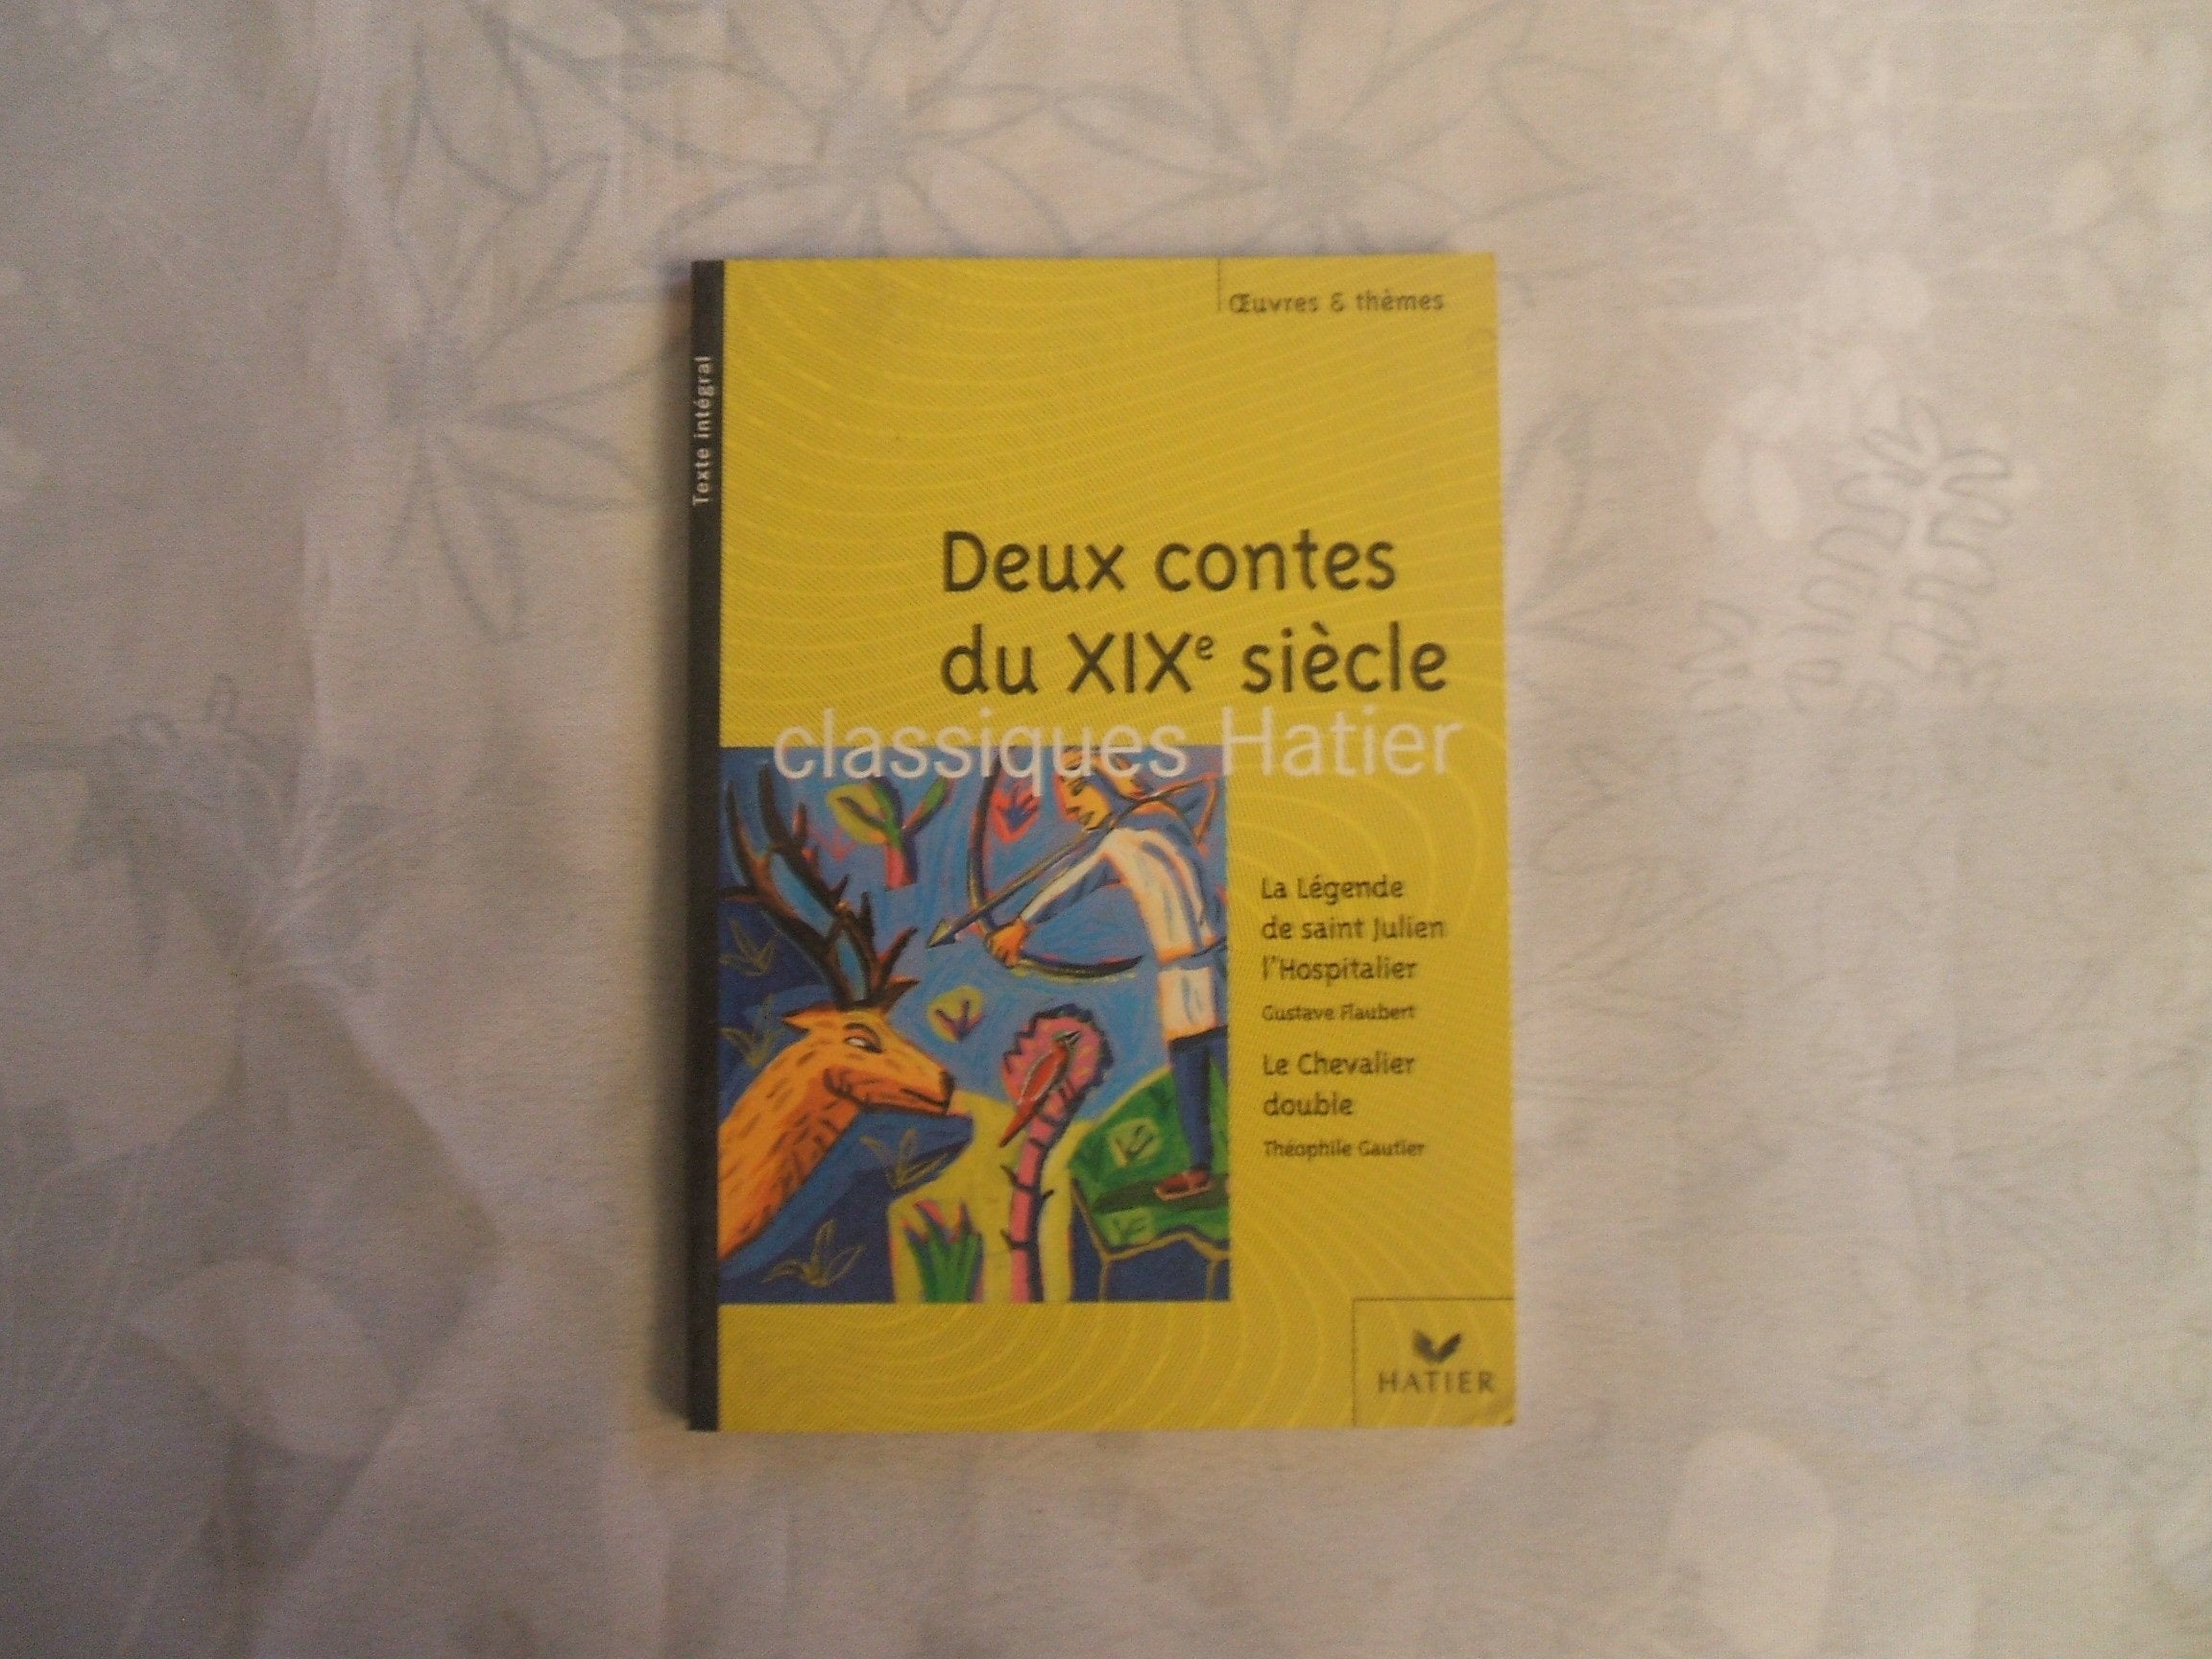 Œuvres & thèmes
Texte intégral
Deux contes
du XIXe siècle
classiques Hatier
La Légende
de saint Julien
l'Hospitalier
Gustave Flaubert
Le Chevalier
double
Théophile Gautier
HATIER